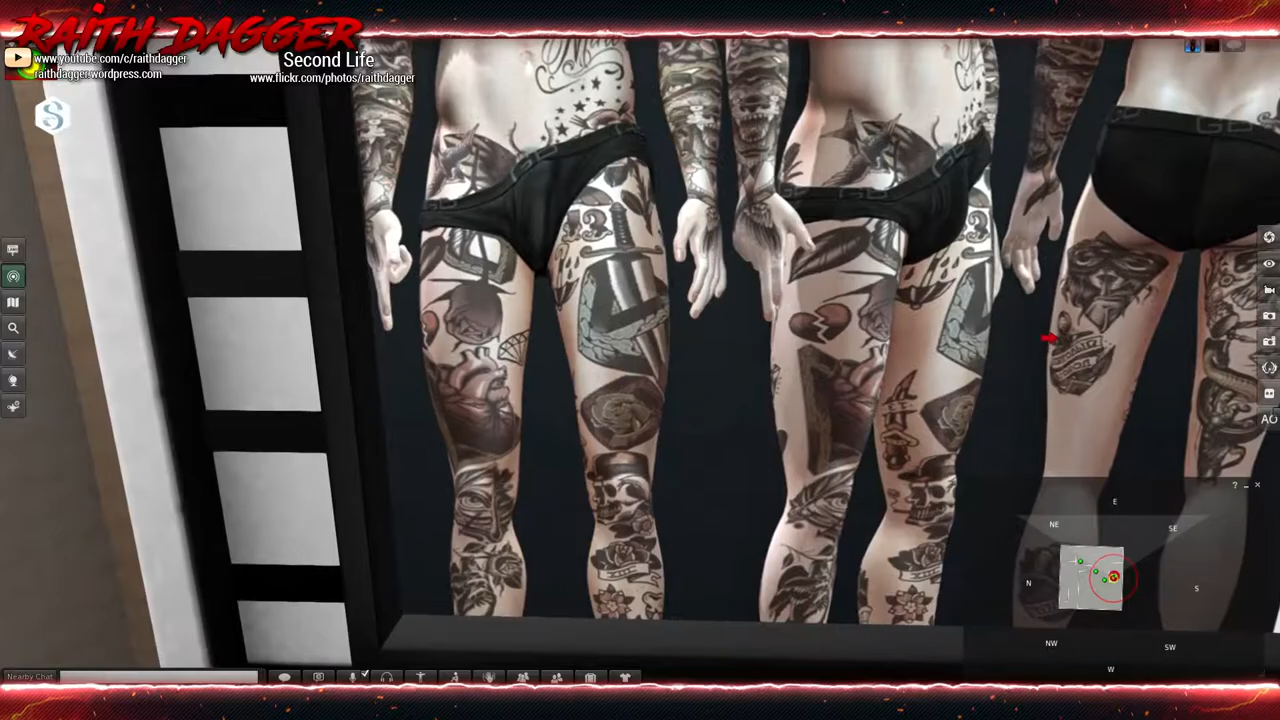 RAITH DAGGER
www.youtube.com/c/raithdagger
Second Life
raithdagger.wordpress.com
www.flickr.com/photos/raithdagger
S
23
AO
? _ ×
E
NE
SE
N
S
NW
SW
W
Nearby Chat